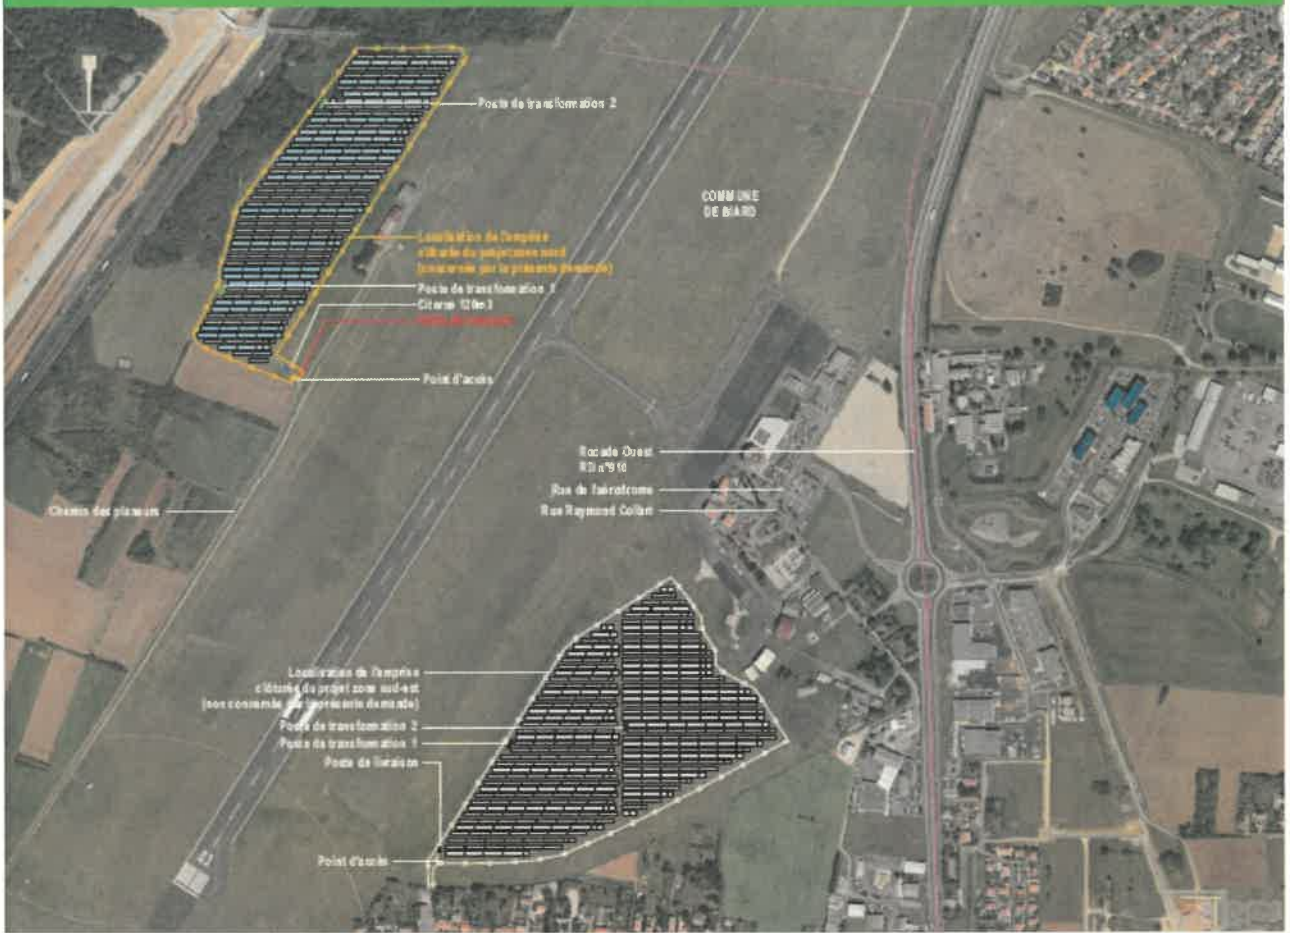 Poste de transformation 2
COMMUNE
DE BIARD
Localisation de l'emprise
clôturée du projet zone nord
(concernée par la présente demande)
Poste de transformation 1
Citerne 120m3
Point d'accès
Rocade Ouest
RD n°910
Rue de l'aérodrome
Rue Raymond
Chemin des plaseurs
Localisation de l'emprise
clôturée du projet zone sud-est
(non concernée par la présente demande)
Poste de transformation 2
Poste de transformation 1
Poste de livraison
Point d'accès